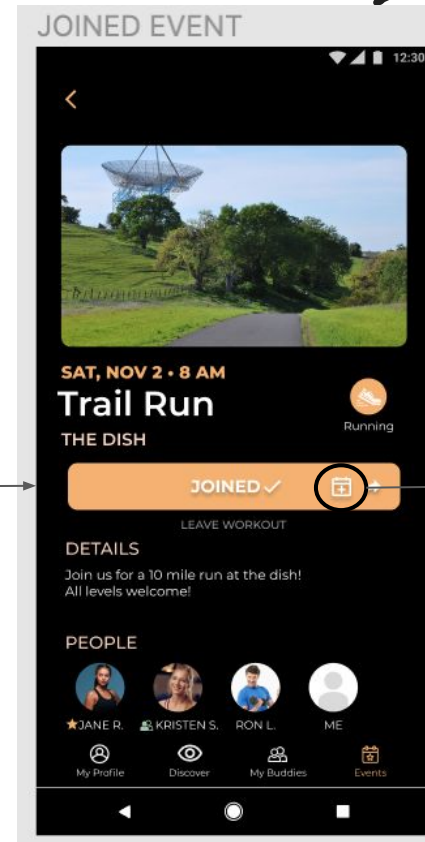 JOINED EVENT
12:30
SAT, NOV 2 • 8 AM
Trail Run
Running
THE DISH
JOINED
LEAVE WORKOUT
DETAILS
Join us for a 10 mile run at the dish!
All levels welcome!
PEOPLE
JANE R. KRISTEN S. RON L. ME
My Profile Discover My Buddies Events